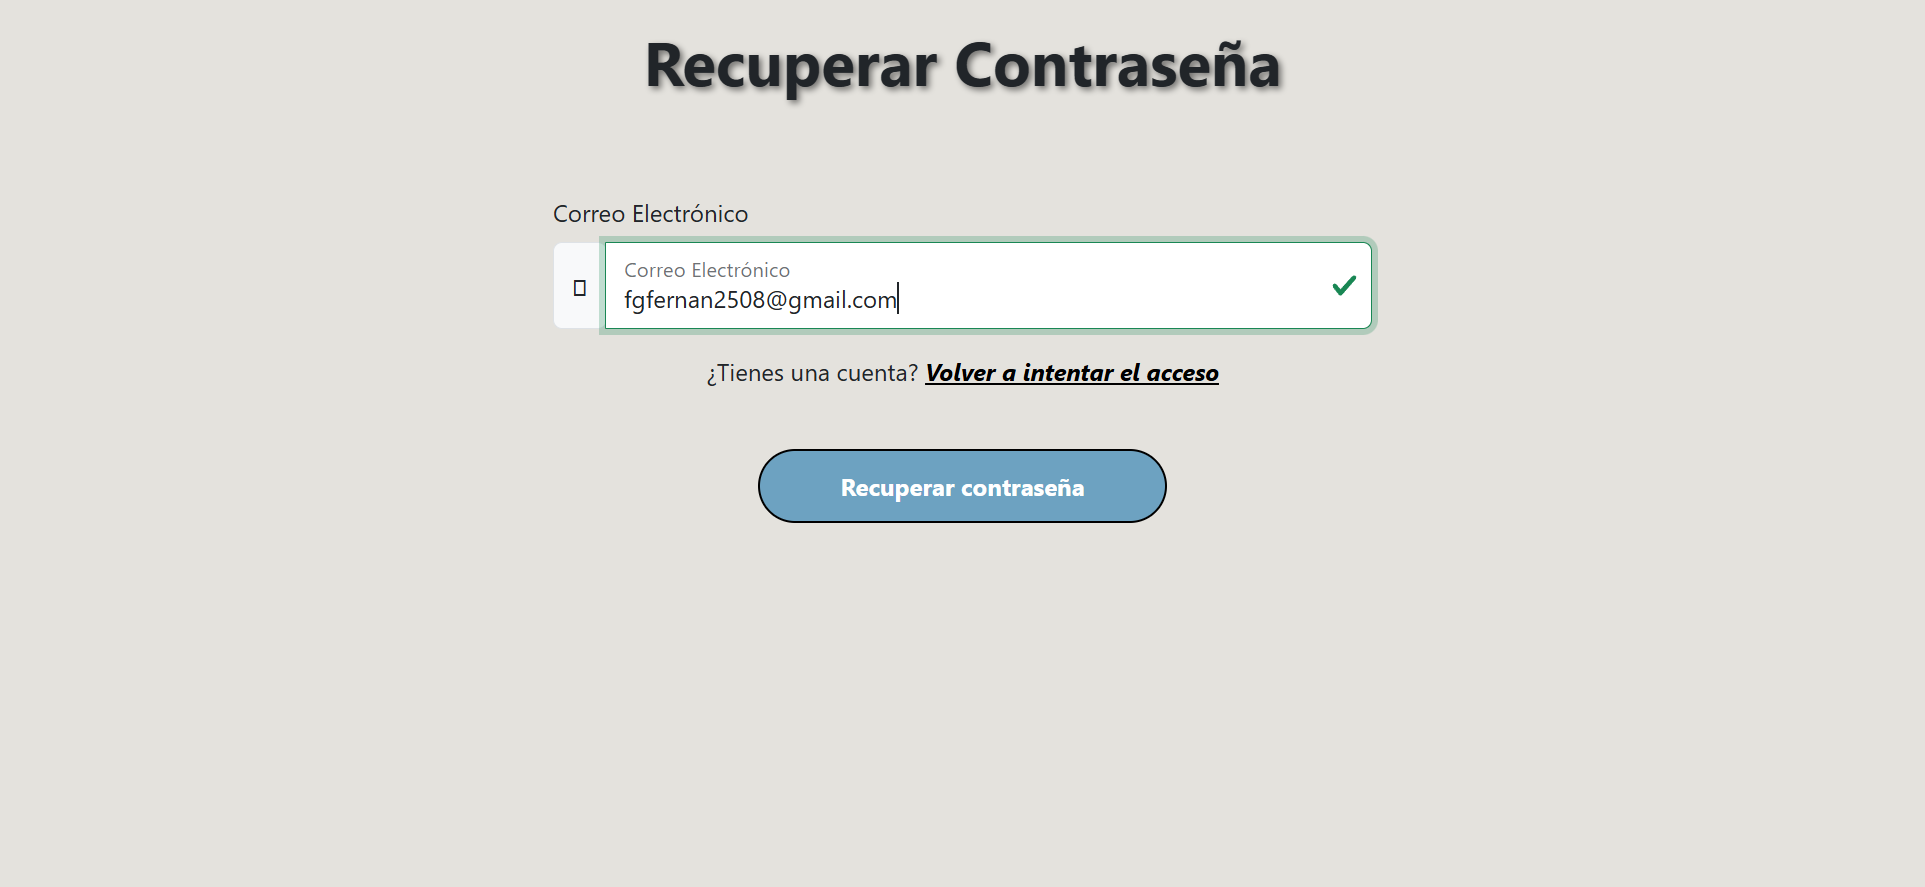 Recuperar Contraseña
Correo Electrónico
Correo Electrónico
fgfernan2508@gmail.com
¿Tienes una cuenta? Volver a intentar el acceso
Recuperar contraseña